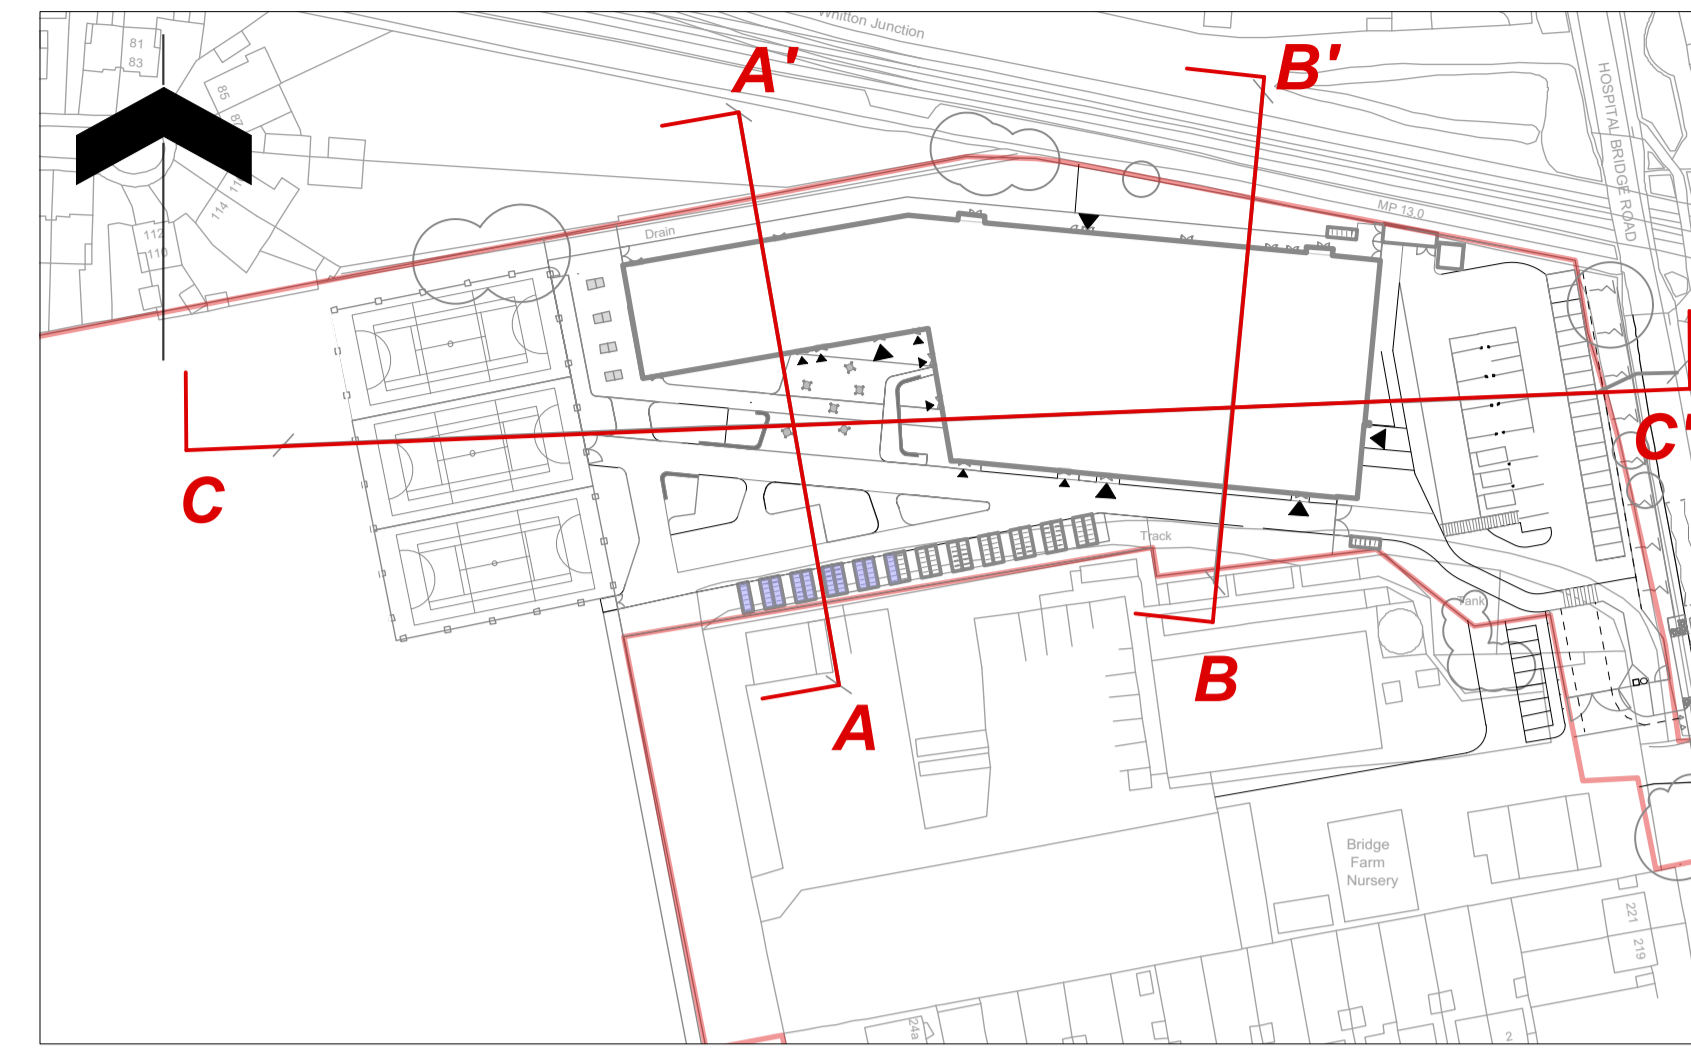 Whitton Junction
81
83
85
87
A'
B'
HOSPITAL BRIDGE ROAD
114
112
110
Drain
MP 13.0
C
C'
Track
Tank
B
A
Bridge
Farm
Nursery
221
219
24a
2